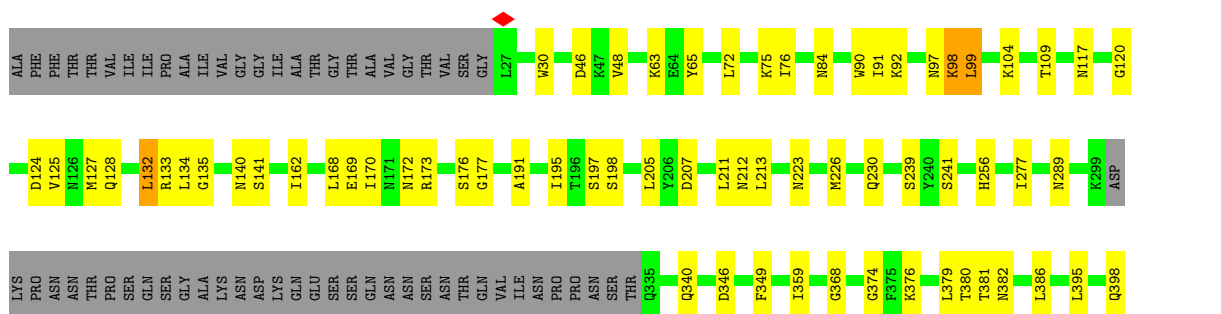 ALA PHE PHE THR THR VAL ILE ILE PRO ALA ILE VAL GLY GLY ILE ALA THR GLY THR ALA VAL GLY THR VAL SER GLY L27 W30 D46 K47 V48 K63 E64 Y65 L72 K75 I76 N84 W90 I91 K92 N97 K98 L99 K104 T109 N117 G120
D124 V125 N126 M127 Q128 L132 R133 L134 G135 N140 S141 I162 L168 E169 I170 N171 N172 R173 S176 G177 A191 I195 T196 S197 S198 L205 Y206 D207 L211 N212 L213 N223 M226 Q230 S239 Y240 S241 H256 I277 N289 K299 ASP
LYS PRO ASN ASN THR PRO SER GLN SER GLY ALA LYS ASN ASP LYS GLN GLU SER SER GLN ASN ASN SER ASN THR GLN VAL ILE ASN PRO PRO ASN SER THR Q335 Q340 D346 F349 I359 G368 G374 F375 K376 L379 T380 T381 N382 L386 L395 Q398